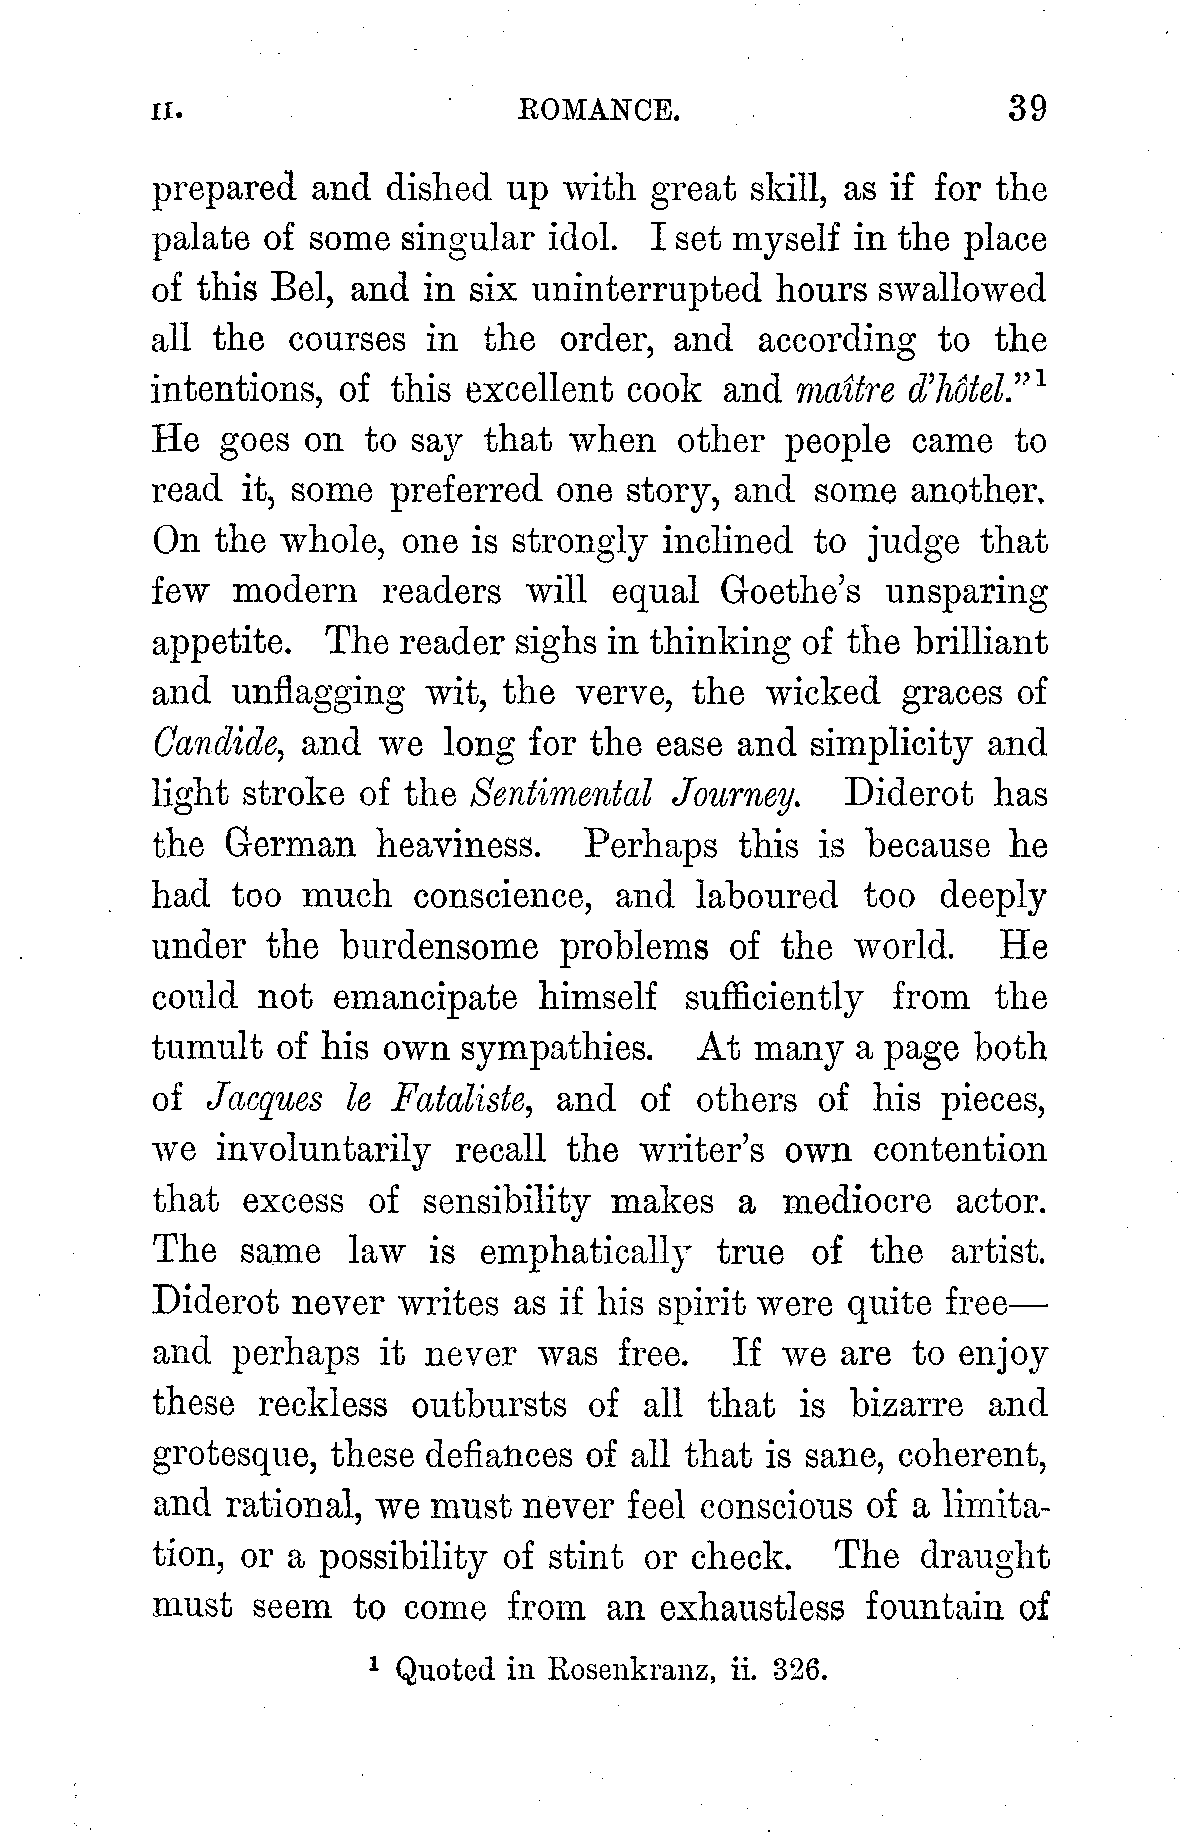 II. ROMANCE. 39
prepared and dished up with great skill, as if for the
palate of some singular idol. I set myself in the place
of this Bel, and in six uninterrupted hours swallowed
all the courses in the order, and according to the
intentions, of this excellent cook and maître d'hôtel."¹
He goes on to say that when other people came to
read it, some preferred one story, and some another.
On the whole, one is strongly inclined to judge that
few modern readers will equal Goethe's unsparing
appetite. The reader sighs in thinking of the brilliant
and unflagging wit, the verve, the wicked graces of
Candide, and we long for the ease and simplicity and
light stroke of the Sentimental Journey. Diderot has
the German heaviness. Perhaps this is because he
had too much conscience, and laboured too deeply
under the burdensome problems of the world. He
could not emancipate himself sufficiently from the
tumult of his own sympathies. At many a page both
of Jacques le Fataliste, and of others of his pieces,
we involuntarily recall the writer's own contention
that excess of sensibility makes a mediocre actor.
The same law is emphatically true of the artist.
Diderot never writes as if his spirit were quite free—
and perhaps it never was free. If we are to enjoy
these reckless outbursts of all that is bizarre and
grotesque, these defiances of all that is sane, coherent,
and rational, we must never feel conscious of a limita-
tion, or a possibility of stint or check. The draught
must seem to come from an exhaustless fountain of
¹ Quoted in Rosenkranz, ii. 326.